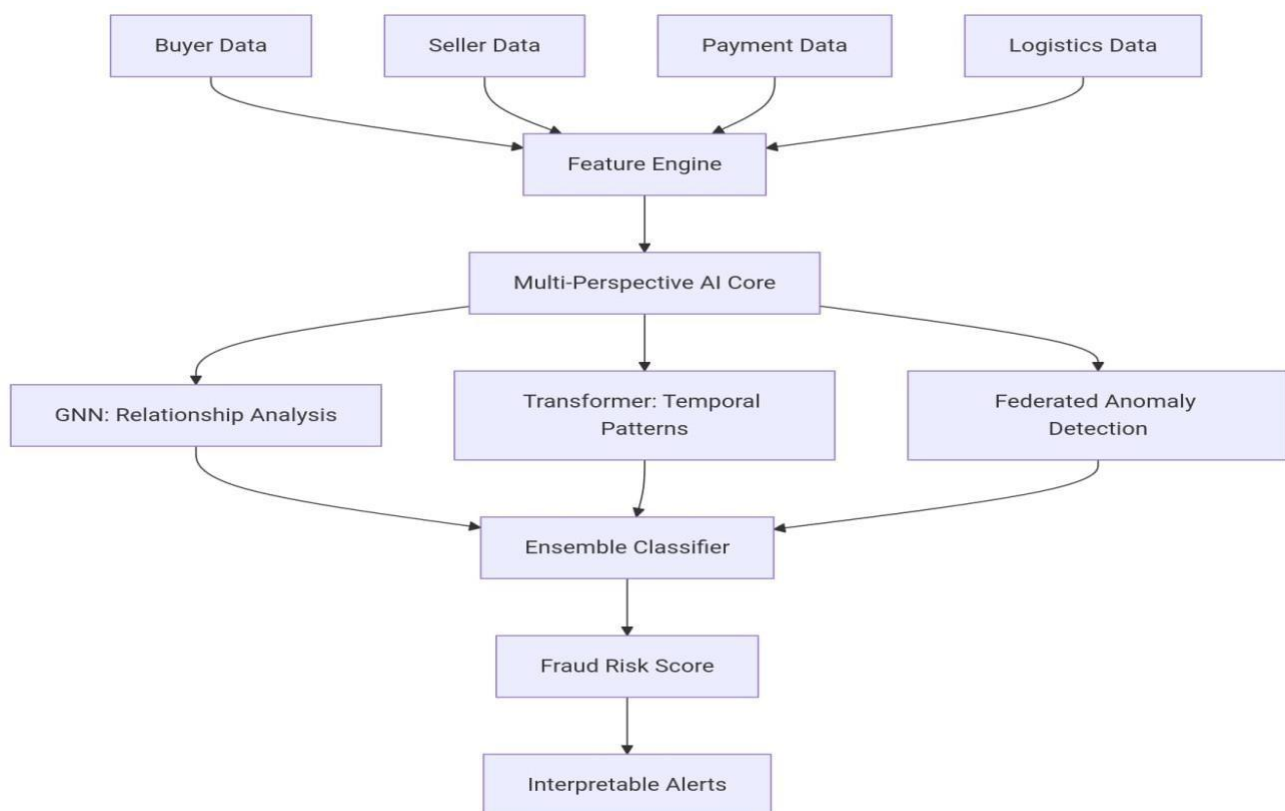 Buyer Data
Seller Data
Payment Data
Logistics Data
Feature Engine
Multi-Perspective AI Core
GNN: Relationship Analysis
Transformer: Temporal
Patterns
Federated Anomaly
Detection
Ensemble Classifier
Fraud Risk Score
Interpretable Alerts